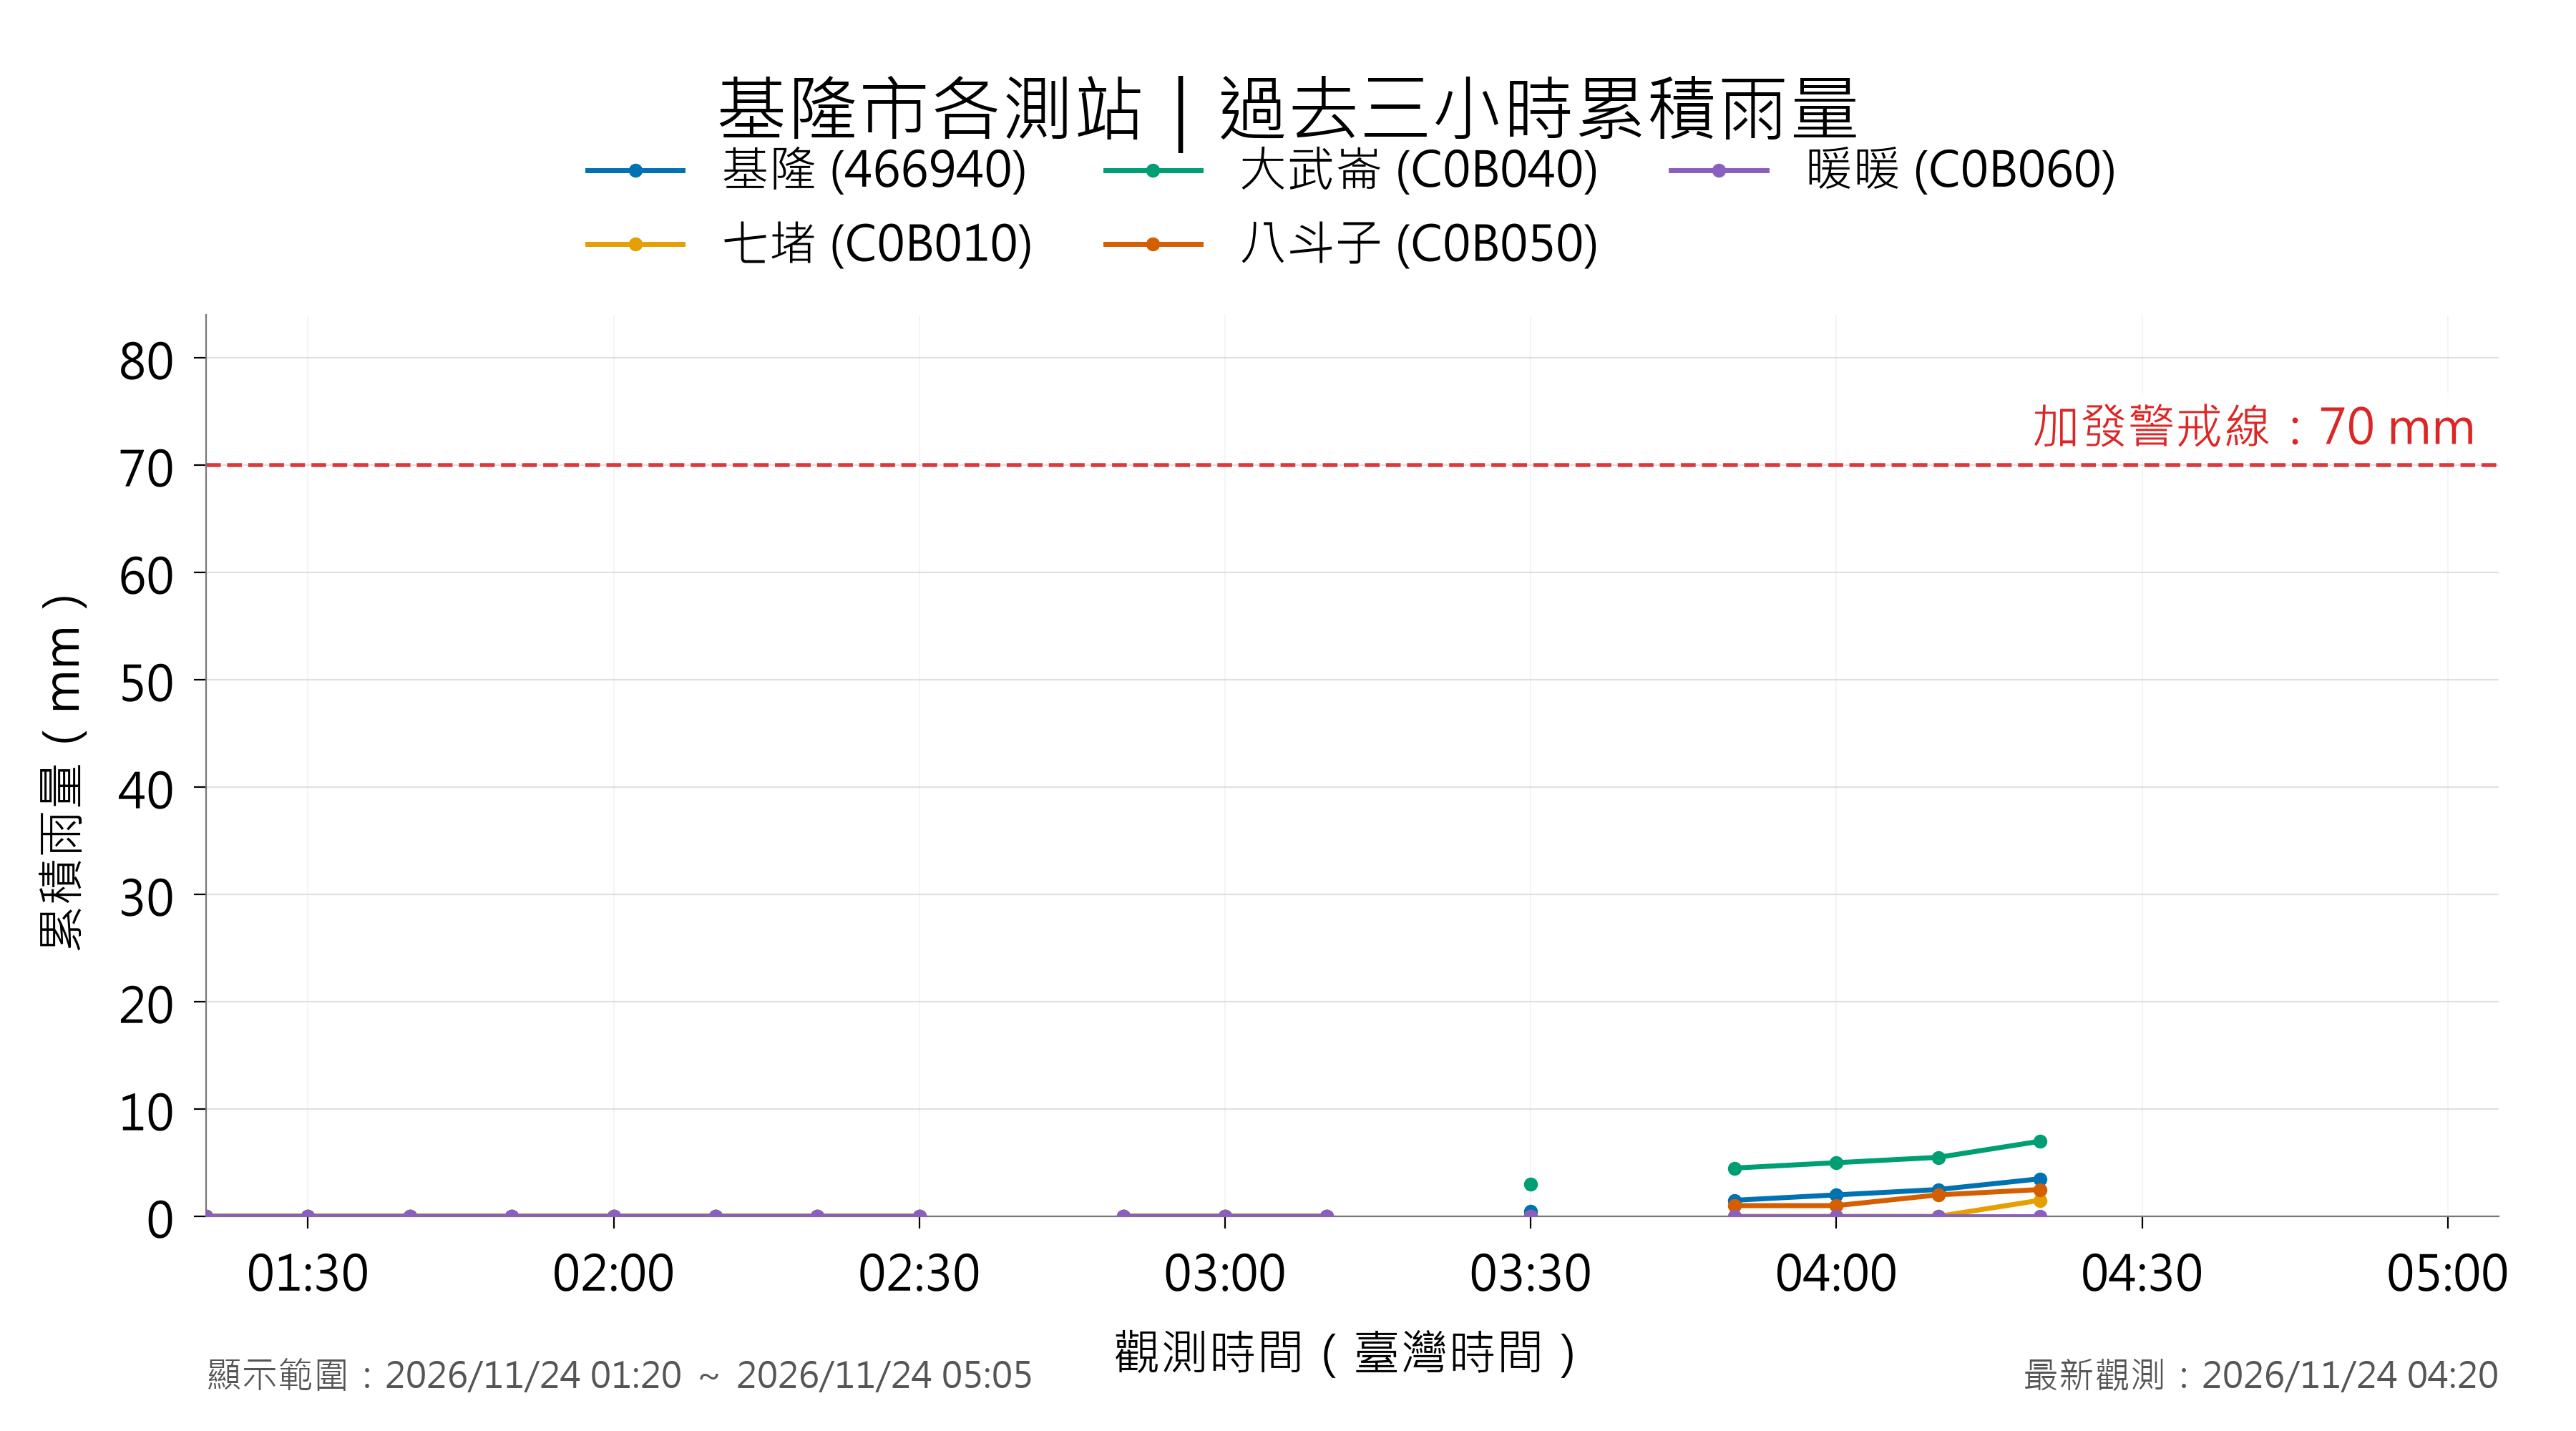 基隆市各測站｜過去三小時累積雨量
基隆 (466940)
大武崙 (C0B040)
暖暖 (C0B060)
七堵 (C0B010)
八斗子 (C0B050)
80
加發警戒線：70 mm
70
60
50
40
30
20
10
0
累積雨量（mm）
01:30 02:00 02:30 03:00 03:30 04:00 04:30 05:00
觀測時間（臺灣時間）
顯示範圍：2026/11/24 01:20 ~ 2026/11/24 05:05
最新觀測：2026/11/24 04:20